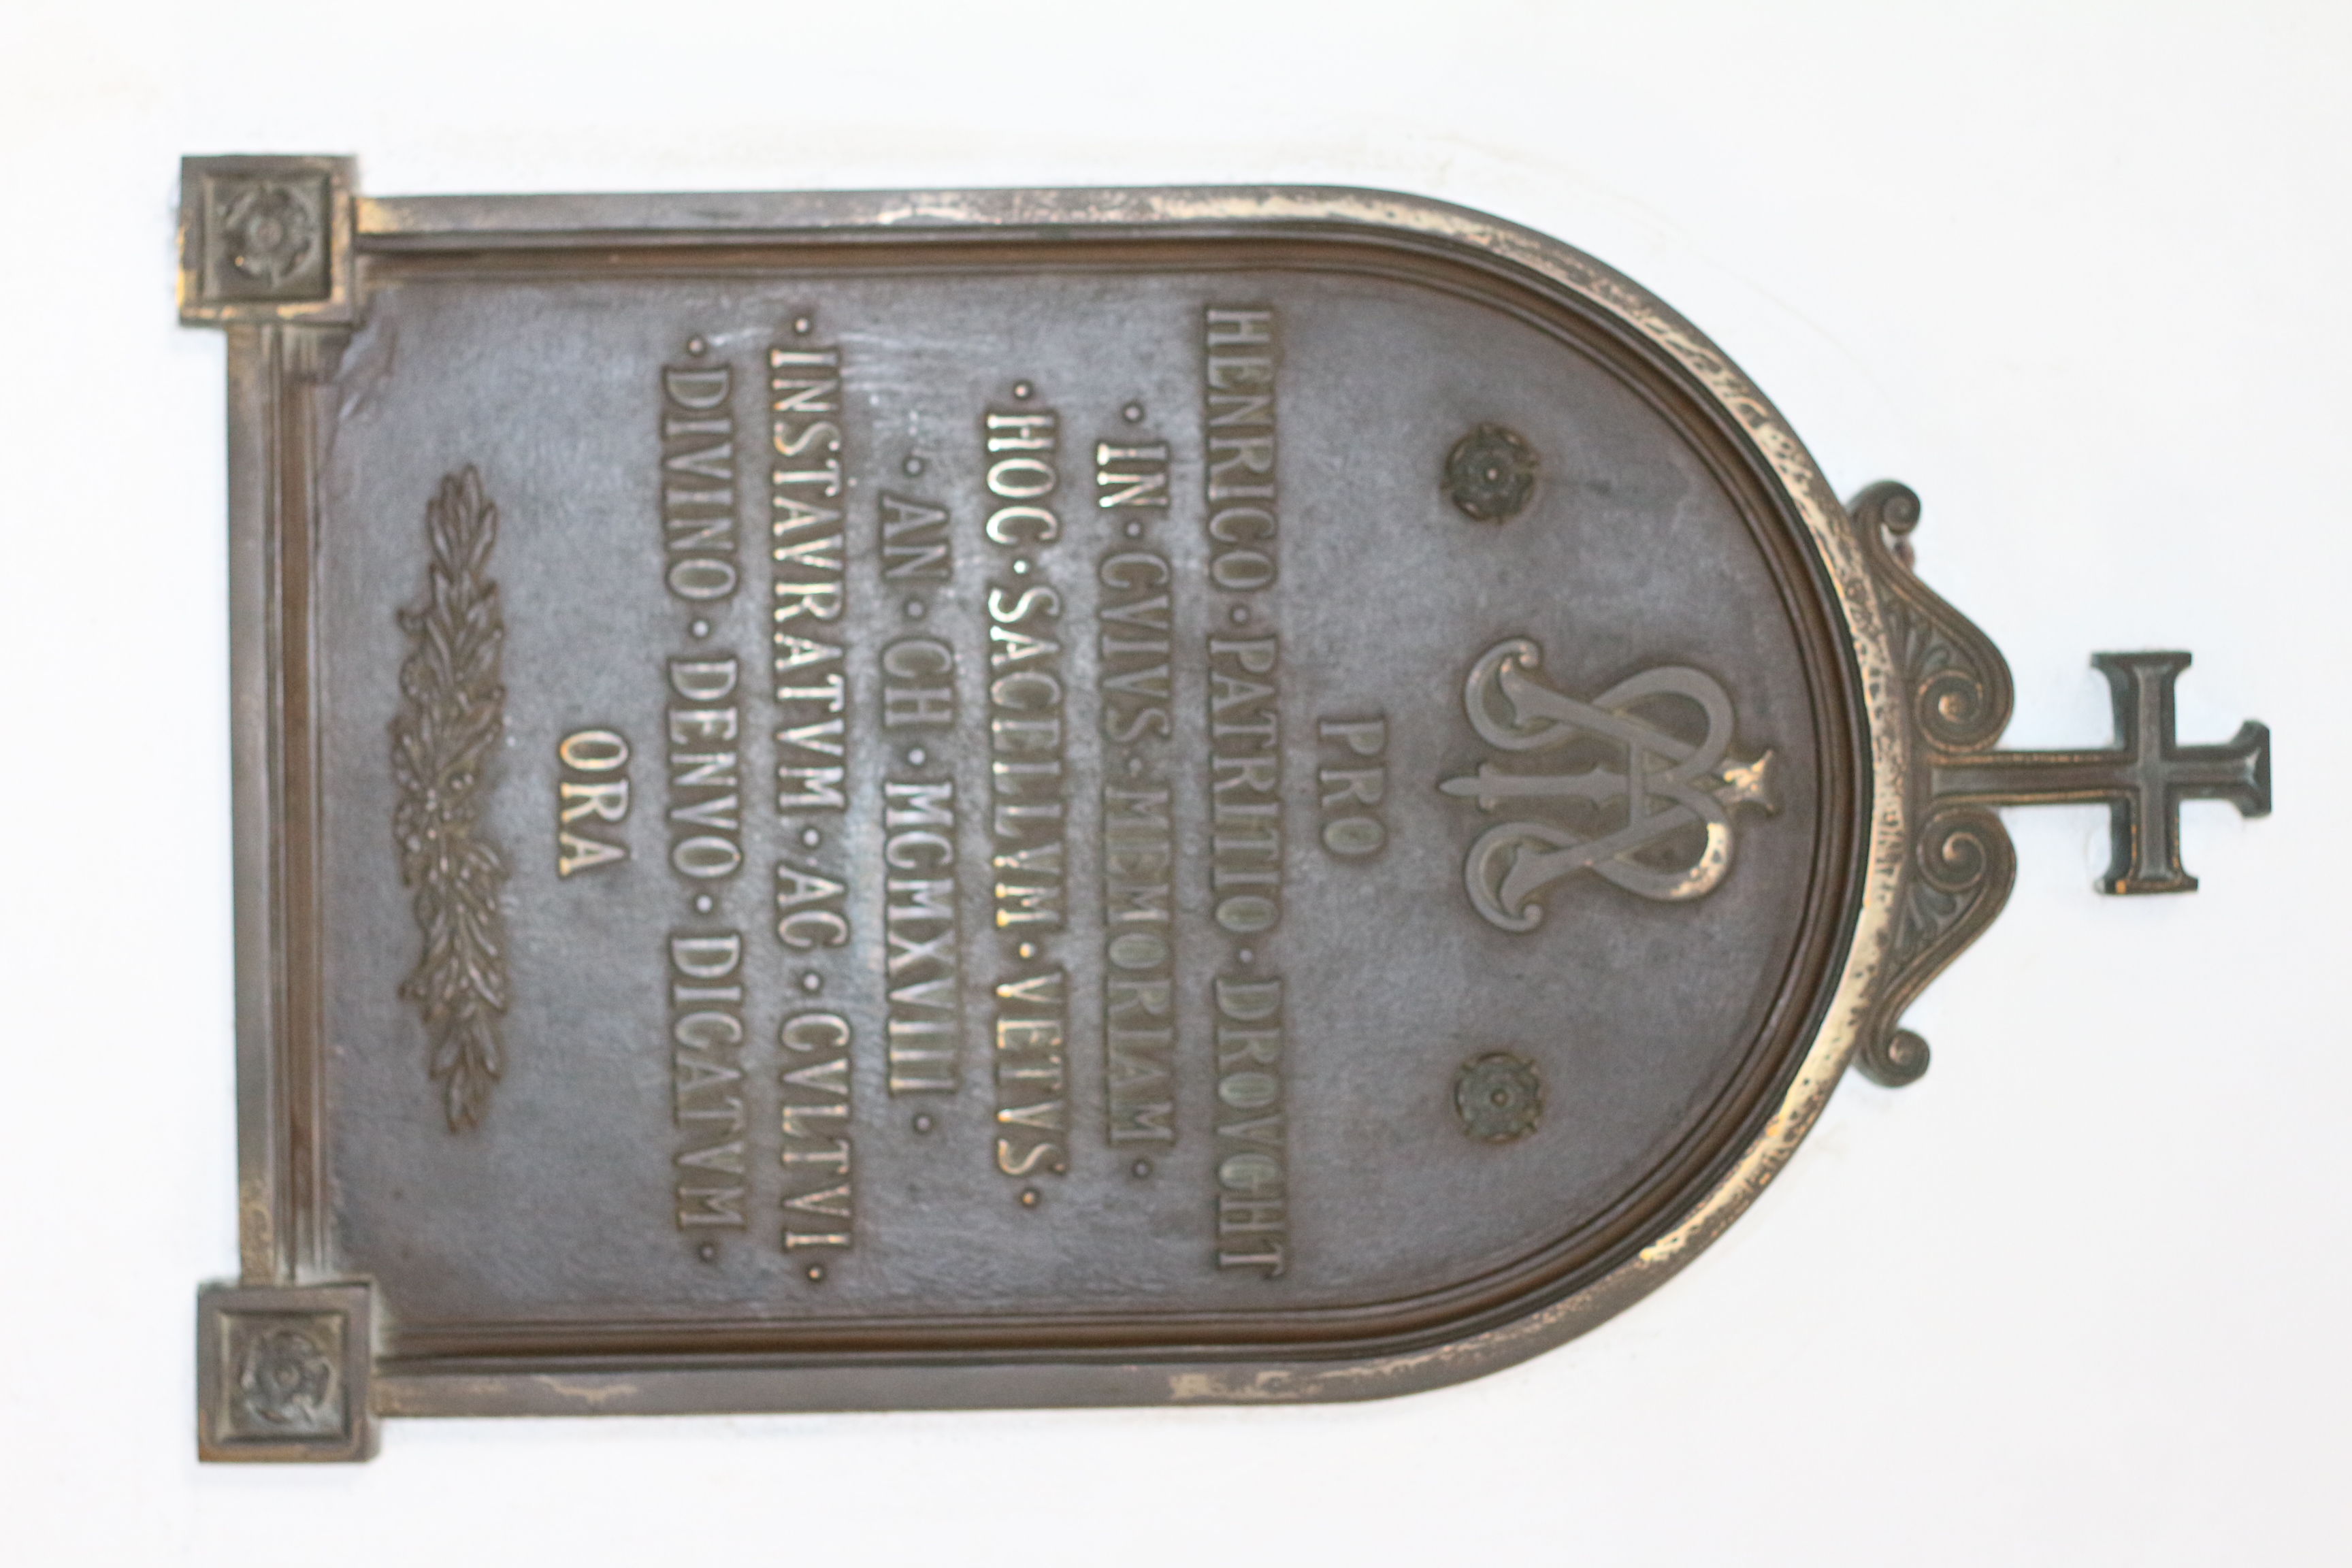 PRO
HENRICO · PATRITIO · DROVGHT
· IN · CVIVS · MEMORIAM ·
· HOC · SACELLVM · VETVS ·
· AN · CH · MCMXVIII ·
· INSTAVRATVM · AC · CVLTVI ·
· DIVINO · DENVO · DICATVM ·
ORA